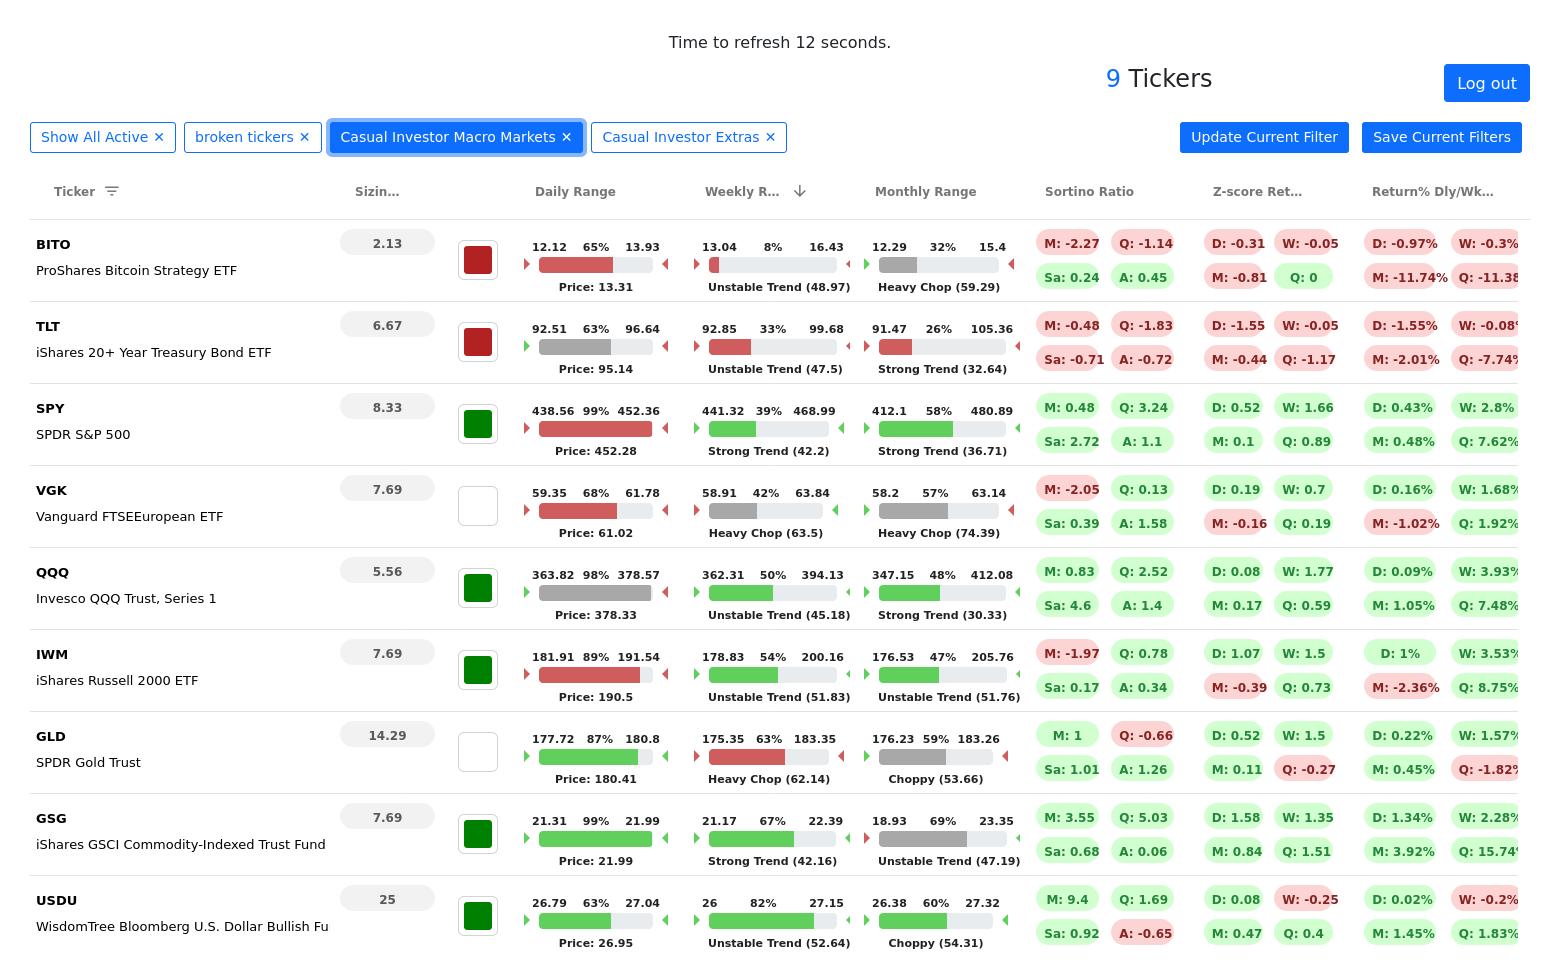 Time to refresh 12 seconds.
9 Tickers
Log out
Show All Active ✕ broken tickers ✕ Casual Investor Macro Markets ✕ Casual Investor Extras ✕ Update Current Filter Save Current Filters
Ticker Sizin... Daily Range Weekly R... Monthly Range Sortino Ratio Z-score Ret... Return% Dly/Wk...
BITO 2.13 12.12 65% 13.93 13.04 8% 16.43 12.29 32% 15.4 M: -2.27 Q: -1.14 D: -0.31 W: -0.05 D: -0.97% W: -0.3%
ProShares Bitcoin Strategy ETF Price: 13.31 Unstable Trend (48.97) Heavy Chop (59.29) Sa: 0.24 A: 0.45 M: -0.81 Q: 0 M: -11.74% Q: -11.38
TLT 6.67 92.51 63% 96.64 92.85 33% 99.68 91.47 26% 105.36 M: -0.48 Q: -1.83 D: -1.55 W: -0.05 D: -1.55% W: -0.08%
iShares 20+ Year Treasury Bond ETF Price: 95.14 Unstable Trend (47.5) Strong Trend (32.64) Sa: -0.71 A: -0.72 M: -0.44 Q: -1.17 M: -2.01% Q: -7.74%
SPY 8.33 438.56 99% 452.36 441.32 39% 468.99 412.1 58% 480.89 M: 0.48 Q: 3.24 D: 0.52 W: 1.66 D: 0.43% W: 2.8%
SPDR S&P 500 Price: 452.28 Strong Trend (42.2) Strong Trend (36.71) Sa: 2.72 A: 1.1 M: 0.1 Q: 0.89 M: 0.48% Q: 7.62%
VGK 7.69 59.35 68% 61.78 58.91 42% 63.84 58.2 57% 63.14 M: -2.05 Q: 0.13 D: 0.19 W: 0.7 D: 0.16% W: 1.68%
Vanguard FTSEEuropean ETF Price: 61.02 Heavy Chop (63.5) Heavy Chop (74.39) Sa: 0.39 A: 1.58 M: -0.16 Q: 0.19 M: -1.02% Q: 1.92%
QQQ 5.56 363.82 98% 378.57 362.31 50% 394.13 347.15 48% 412.08 M: 0.83 Q: 2.52 D: 0.08 W: 1.77 D: 0.09% W: 3.93%
Invesco QQQ Trust, Series 1 Price: 378.33 Unstable Trend (45.18) Strong Trend (30.33) Sa: 4.6 A: 1.4 M: 0.17 Q: 0.59 M: 1.05% Q: 7.48%
IWM 7.69 181.91 89% 191.54 178.83 54% 200.16 176.53 47% 205.76 M: -1.97 Q: 0.78 D: 1.07 W: 1.5 D: 1% W: 3.53%
iShares Russell 2000 ETF Price: 190.5 Unstable Trend (51.83) Unstable Trend (51.76) Sa: 0.17 A: 0.34 M: -0.39 Q: 0.73 M: -2.36% Q: 8.75%
GLD 14.29 177.72 87% 180.8 175.35 63% 183.35 176.23 59% 183.26 M: 1 Q: -0.66 D: 0.52 W: 1.5 D: 0.22% W: 1.57%
SPDR Gold Trust Price: 180.41 Heavy Chop (62.14) Choppy (53.66) Sa: 1.01 A: 1.26 M: 0.11 Q: -0.27 M: 0.45% Q: -1.82%
GSG 7.69 21.31 99% 21.99 21.17 67% 22.39 18.93 69% 23.35 M: 3.55 Q: 5.03 D: 1.58 W: 1.35 D: 1.34% W: 2.28%
iShares GSCI Commodity-Indexed Trust Fund Price: 21.99 Strong Trend (42.16) Unstable Trend (47.19) Sa: 0.68 A: 0.06 M: 0.84 Q: 1.51 M: 3.92% Q: 15.74%
USDU 25 26.79 63% 27.04 26 82% 27.15 26.38 60% 27.32 M: 9.4 Q: 1.69 D: 0.08 W: -0.25 D: 0.02% W: -0.2%
WisdomTree Bloomberg U.S. Dollar Bullish Fu Price: 26.95 Unstable Trend (52.64) Choppy (54.31) Sa: 0.92 A: -0.65 M: 0.47 Q: 0.4 M: 1.45% Q: 1.83%